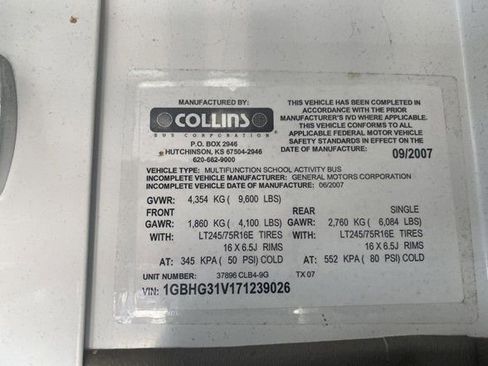 MANUFACTURED BY:
COLLINS
BUS CORPORATION
P.O. BOX 2946
HUTCHINSON, KS 67504-2946
620-662-9000
THIS VEHICLE HAS BEEN COMPLETED IN
ACCORDANCE WITH THE PRIOR
MANUFACTURER'S IVD WHERE APPLICABLE.
THIS VEHICLE CONFORMS TO ALL
APPLICABLE FEDERAL MOTOR VEHICLE
SAFETY STANDARDS IN EFFECT ON THE
DATE OF MANUFACTURE: 09/2007
VEHICLE TYPE: MULTIFUNCTION SCHOOL ACTIVITY BUS
INCOMPLETE VEHICLE MANUFACTURER: GENERAL MOTORS CORPORATION
INCOMPLETE VEHICLE DATE OF MANUFACTURE: 06/2007
GVWR: 4,354 KG ( 9,600 LBS)
FRONT REAR SINGLE
GAWR: 1,860 KG ( 4,100 LBS) GAWR: 2,760 KG ( 6,084 LBS)
WITH: LT245/75R16E TIRES WITH: LT245/75R16E TIRES
16 X 6.5J RIMS 16 X 6.5J RIMS
AT: 345 KPA ( 50 PSI) COLD AT: 552 KPA ( 80 PSI) COLD
UNIT NUMBER 37896 CLB4-9G TX 07
VIN: 1GBHG31V171239026